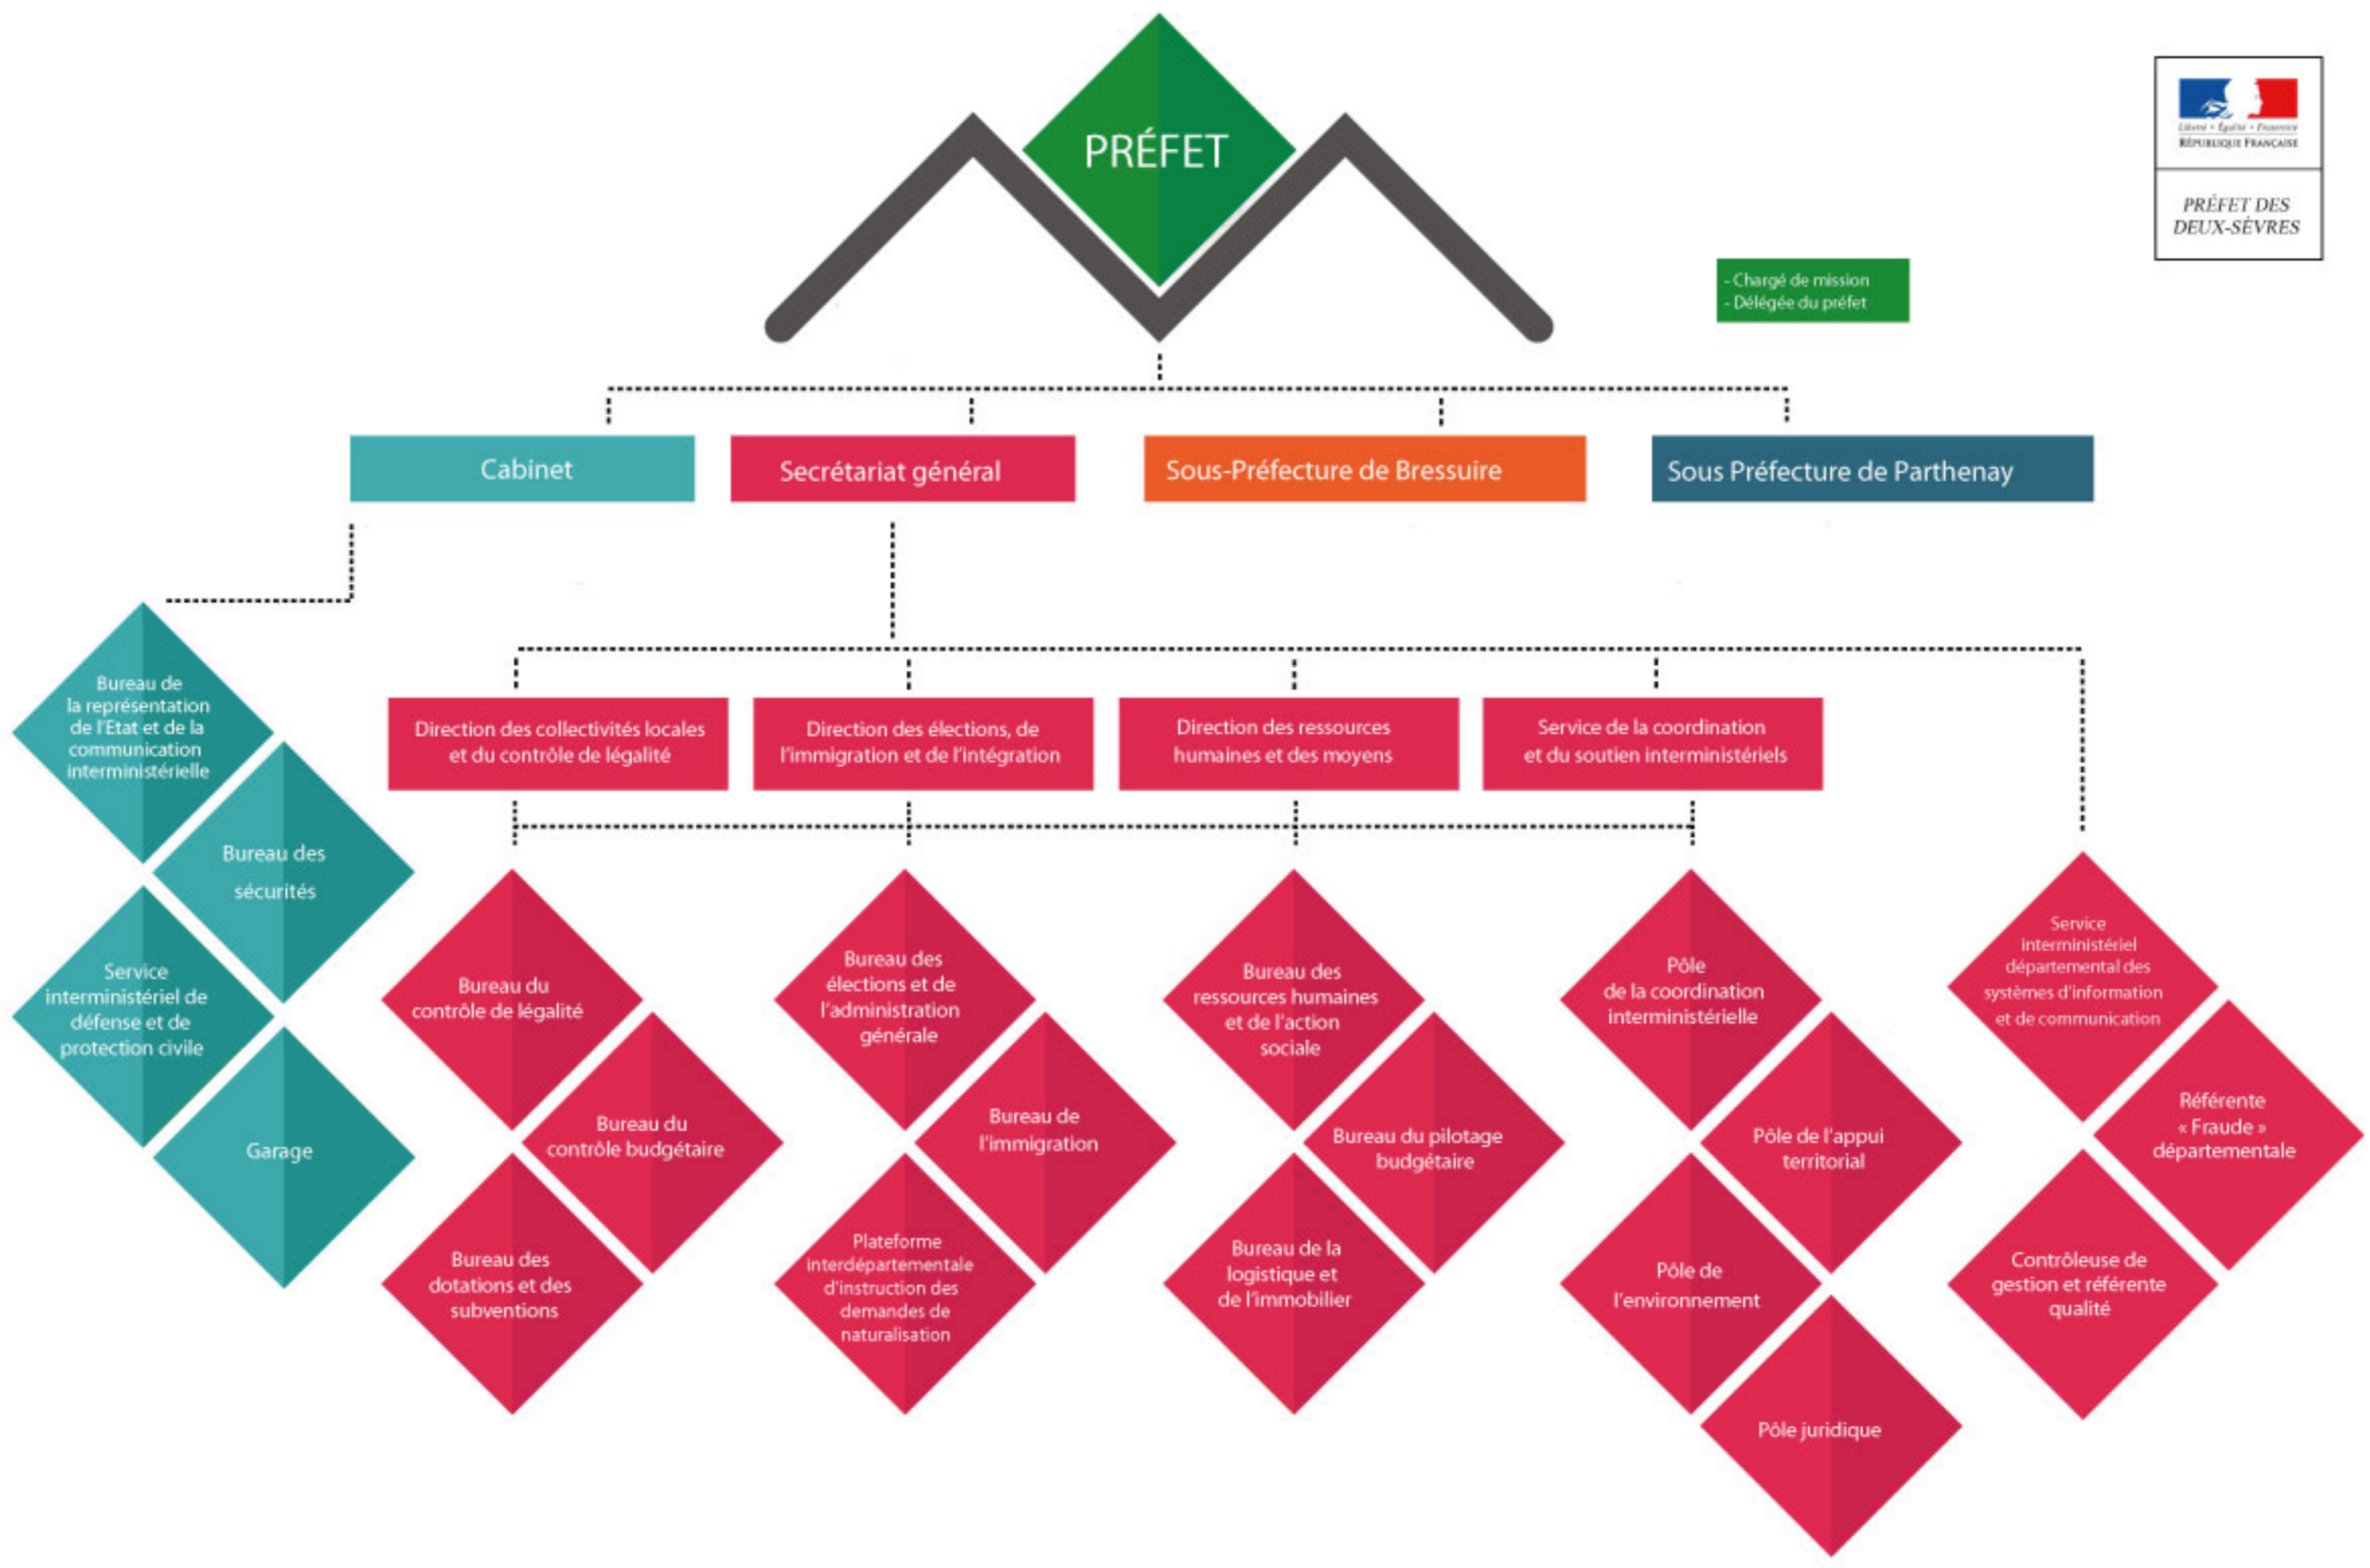 PRÉFET
Liberté • Égalité • Fraternité
RÉPUBLIQUE FRANÇAISE
PRÉFET DES
DEUX-SÈVRES
- Chargé de mission
- Délégée du préfet
Cabinet
Secrétariat général
Sous-Préfecture de Bressuire
Sous Préfecture de Parthenay
Bureau de
la représentation
de l'Etat et de la
communication
interministérielle
Bureau des
sécurités
Service
interministériel de
défense et de
protection civile
Garage
Direction des collectivités locales
et du contrôle de légalité
Direction des élections, de
l'immigration et de l'intégration
Direction des ressources
humaines et des moyens
Service de la coordination
et du soutien interministériels
Bureau du
contrôle de légalité
Bureau du
contrôle budgétaire
Bureau des
dotations et des
subventions
Bureau des
élections et de
l'administration
générale
Bureau de
l'immigration
Plateforme
interdépartementale
d'instruction des
demandes de
naturalisation
Bureau des
ressources humaines
et de l'action
sociale
Bureau du pilotage
budgétaire
Bureau de la
logistique et
de l'immobilier
Pôle
de la coordination
interministérielle
Pôle de l'appui
territorial
Pôle de
l'environnement
Pôle juridique
Service
interministériel
départemental des
systèmes d'information
et de communication
Référente
« Fraude »
départementale
Contrôleuse de
gestion et référente
qualité